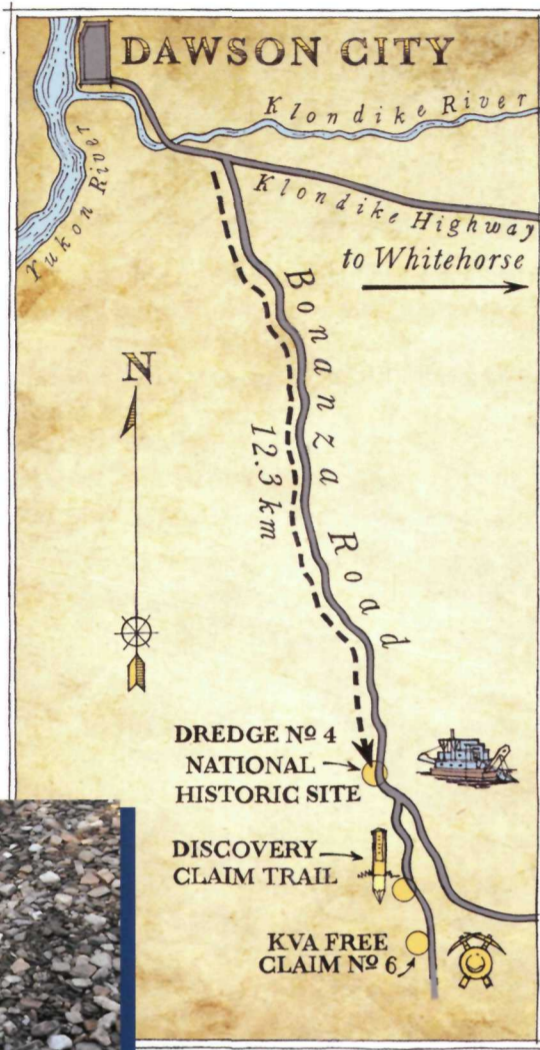 DAWSON CITY
Klondike River
Yukon River
Klondike Highway
to Whitehorse
Bonanza Road
N
12.3 km
DREDGE Nº 4
NATIONAL
HISTORIC SITE
DISCOVERY
CLAIM TRAIL
KVA FREE
CLAIM Nº 6